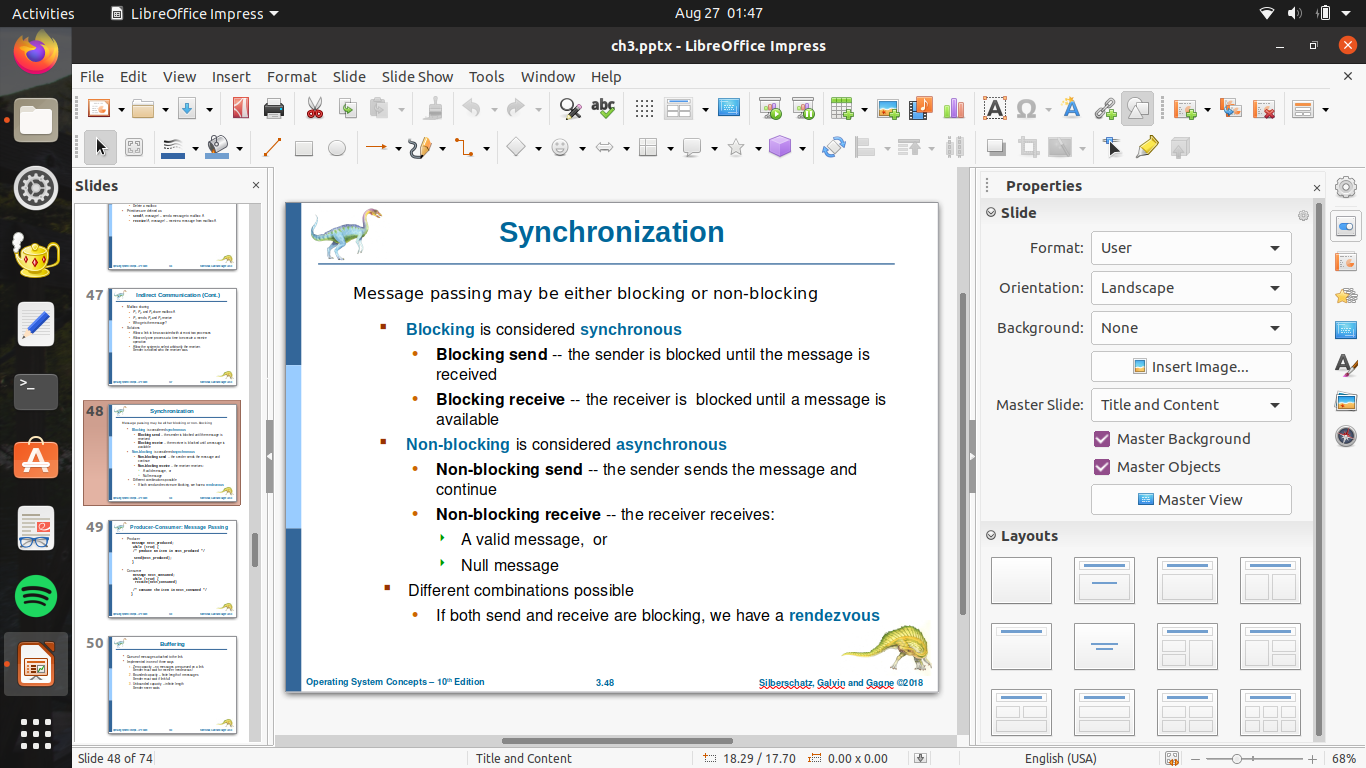 Activities
LibreOffice Impress
Aug 27 01:47
ch3.pptx - LibreOffice Impress
File Edit View Insert Format Slide Slide Show Tools Window Help
Slides
47
Indirect Communication (Cont.)
48
Synchronization
49
Producer-Consumer: Message Passing
50
Buffering
Synchronization
Message passing may be either blocking or non-blocking
Blocking is considered synchronous
Blocking send -- the sender is blocked until the message is
received
Blocking receive -- the receiver is  blocked until a message is
available
Non-blocking is considered asynchronous
Non-blocking send -- the sender sends the message and
continue
Non-blocking receive -- the receiver receives:
A valid message,  or
Null message
Different combinations possible
If both send and receive are blocking, we have a rendezvous
Operating System Concepts – 10th Edition
3.48
Silberschatz, Galvin and Gagne ©2018
Properties
Slide
Format: User
Orientation: Landscape
Background: None
Insert Image...
Master Slide: Title and Content
Master Background
Master Objects
Master View
Layouts
Slide 48 of 74
Title and Content
18.29 / 17.70
0.00 x 0.00
English (USA)
68%